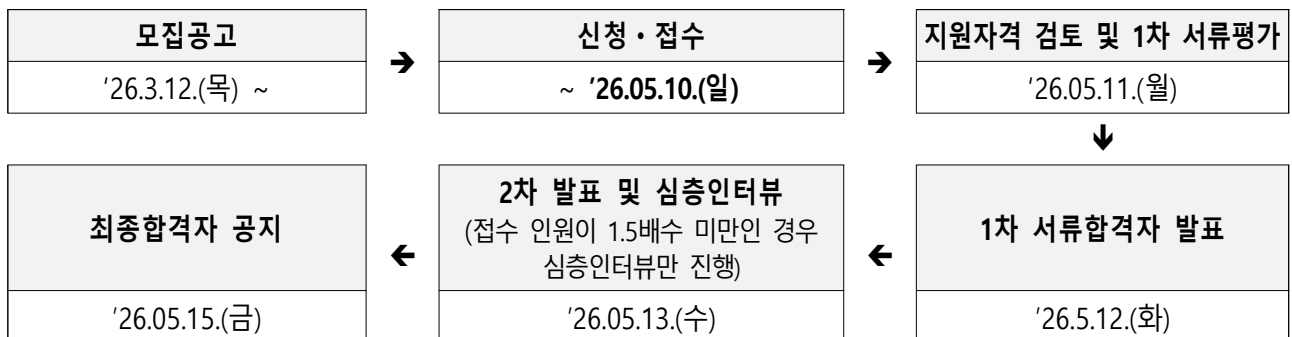 모집공고
'26.3.12.(목) ~
➔
신청・접수
~ '26.05.10.(일)
➔
지원자격 검토 및 1차 서류평가
'26.05.11.(월)
🡻
1차 서류합격자 발표
'26.5.12.(화)
🡸
2차 발표 및 심층인터뷰
(접수 인원이 1.5배수 미만인 경우
심층인터뷰만 진행)
'26.05.13.(수)
🡸
최종합격자 공지
'26.05.15.(금)